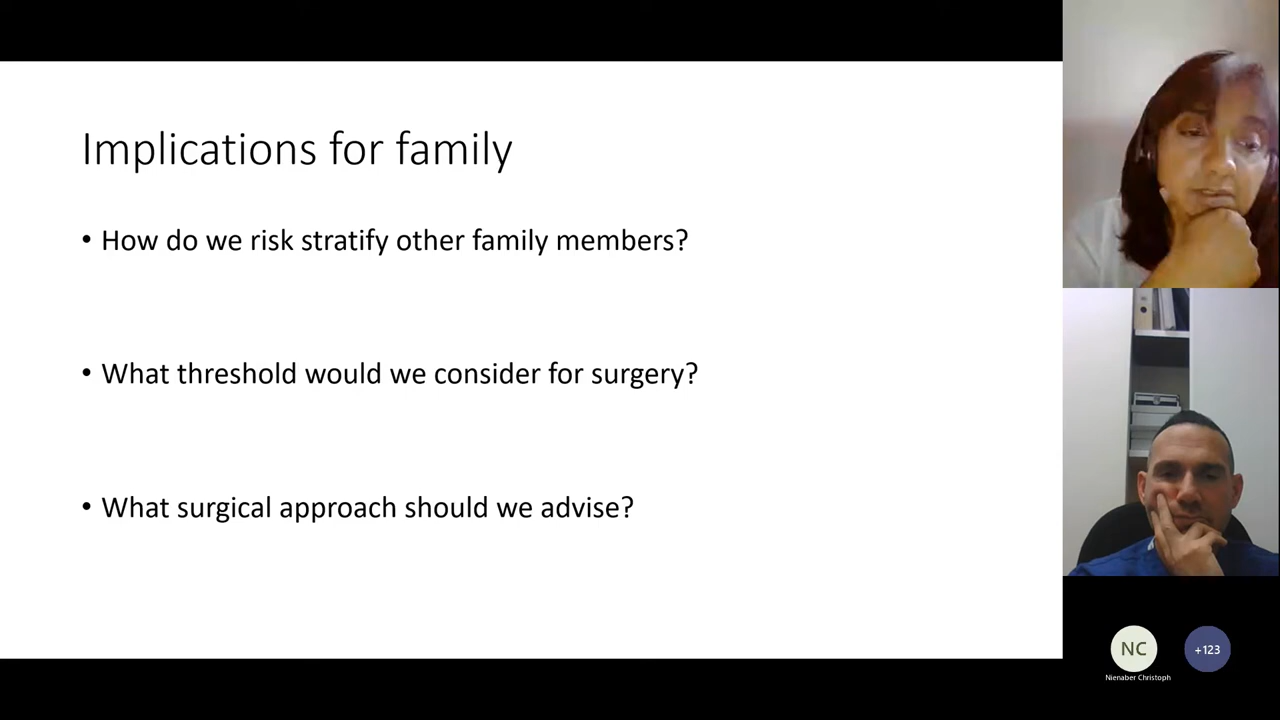 Implications for family
• How do we risk stratify other family members?
• What threshold would we consider for surgery?
• What surgical approach should we advise?
NC
+123
Nienaber Christoph